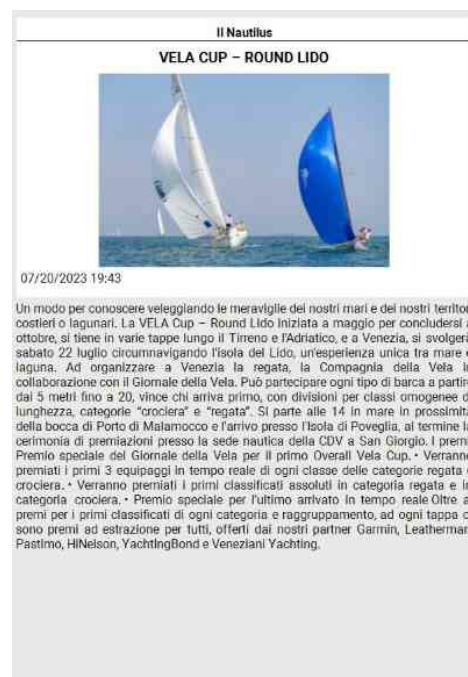 Il Nautilus
VELA CUP – ROUND LIDO
07/20/2023 19:43
Un modo per conoscere veleggiando le meraviglie dei nostri mari e dei nostri territor
costieri o lagunari. La VELA Cup – Round Lido iniziata a maggio per concludersi a
ottobre, si tiene in varie tappe lungo il Tirreno e l'Adriatico, e a Venezia, si svolgerà
sabato 22 luglio circumnavigando l'isola del Lido, un'esperienza unica tra mare e
laguna. Ad organizzare a Venezia la regata, la Compagnia della Vela in
collaborazione con il Giornale della Vela. Può partecipare ogni tipo di barca a partire
dai 5 metri fino a 20, vince chi arriva primo, con divisioni per classi omogenee di
lunghezza, categorie "crociera" e "regata". Si parte alle 14 in mare in prossimità
della bocca di Porto di Malamocco e l'arrivo presso l'Isola di Poveglia, al termine la
cerimonia di premiazioni presso la sede nautica della CDV a San Giorgio. I premi
Premio speciale del Giornale della Vela per il primo Overall Vela Cup. • Verranno
premiati i primi 3 equipaggi in tempo reale di ogni classe delle categorie regata e
crociera. • Verranno premiati i primi classificati assoluti in categoria regata e in
categoria crociera. • Premio speciale per l'ultimo arrivato in tempo reale Oltre a
premi per i primi classificati di ogni categoria e raggruppamento, ad ogni tappa c
sono premi ad estrazione per tutti, offerti dai nostri partner Garmin, Leatherman
Pastimo, HiNelson, YachtingBond e Veneziani Yachting.